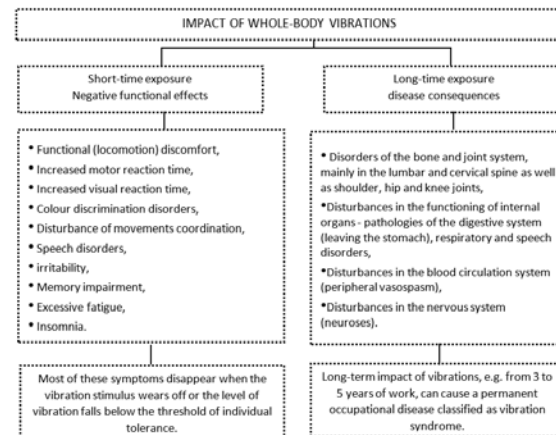 IMPACT OF WHOLE-BODY VIBRATIONS
Short-time exposure
Negative functional effects
• Functional (locomotion) discomfort,
• Increased motor reaction time,
• Increased visual reaction time,
• Colour discrimination disorders,
• Disturbance of movements coordination,
• Speech disorders,
• irritability,
• Memory impairment,
• Excessive fatigue,
• Insomnia.
Most of these symptoms disappear when the
vibration stimulus wears off or the level of
vibration falls below the threshold of individual
tolerance.
Long-time exposure
disease consequences
• Disorders of the bone and joint system,
mainly in the lumbar and cervical spine as well
as shoulder, hip and knee joints,
• Disturbances in the functioning of internal
organs - pathologies of the digestive system
(leaving the stomach), respiratory and speech
disorders,
• Disturbances in the blood circulation system
(peripheral vasospasm),
• Disturbances in the nervous system
(neuroses).
Long-term impact of vibrations, e.g. from 3 to
5 years of work, can cause a permanent
occupational disease classified as vibration
syndrome.